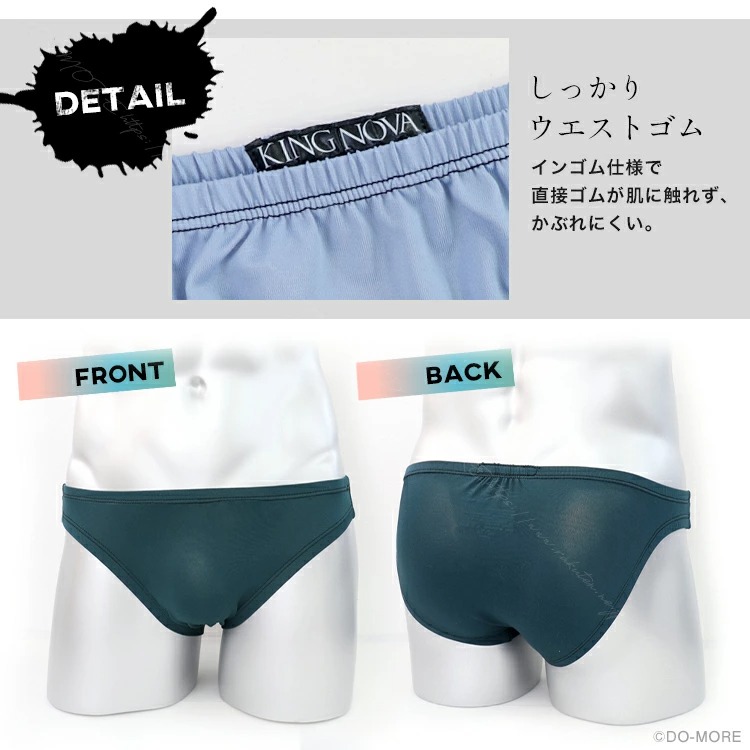 DETAIL
KING NOVA
しっかり
ウエストゴム
インゴム仕様で
直接ゴムが肌に触れず、
かぶれにくい。
FRONT
BACK
©DO-MORE